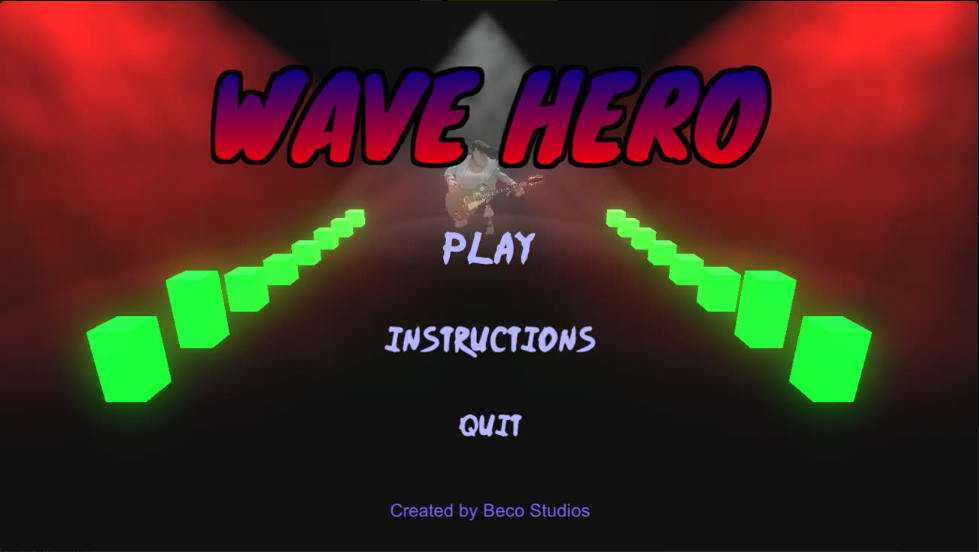 WAVE HERO
PLAY
INSTRUCTIONS
QUIT
Created by Beco Studios